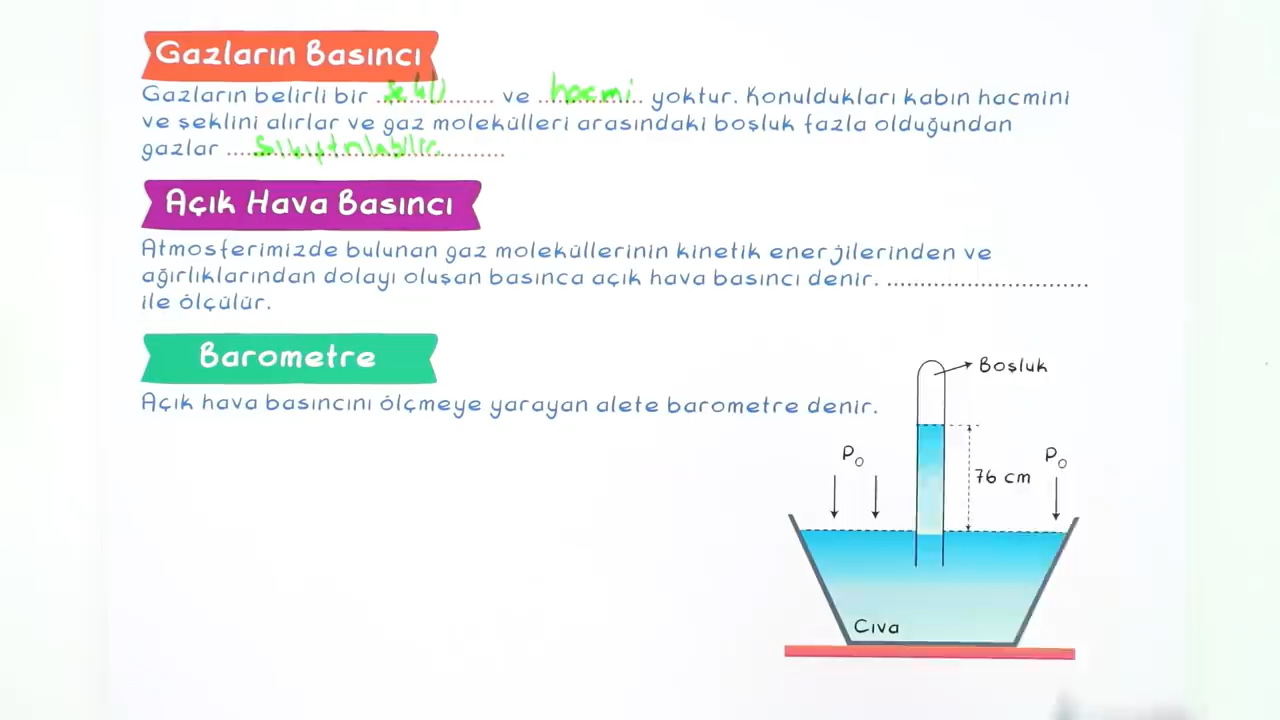 Gazların Basıncı
Gazların belirli bir şekli ve hacmi yoktur. Konuldukları kabın hacmini
ve şeklini alırlar ve gaz molekülleri arasındaki boşluk fazla olduğundan
gazlar sıkıştırılabilir.
Açık Hava Basıncı
Atmosferimizde bulunan gaz moleküllerinin kinetik enerjilerinden ve
ağırlıklarından dolayı oluşan basınca açık hava basıncı denir. ............................
ile ölçülür.
Barometre
Açık hava basıncını ölçmeye yarayan alete barometre denir.
Boşluk
P0
P0
76 cm
Cıva